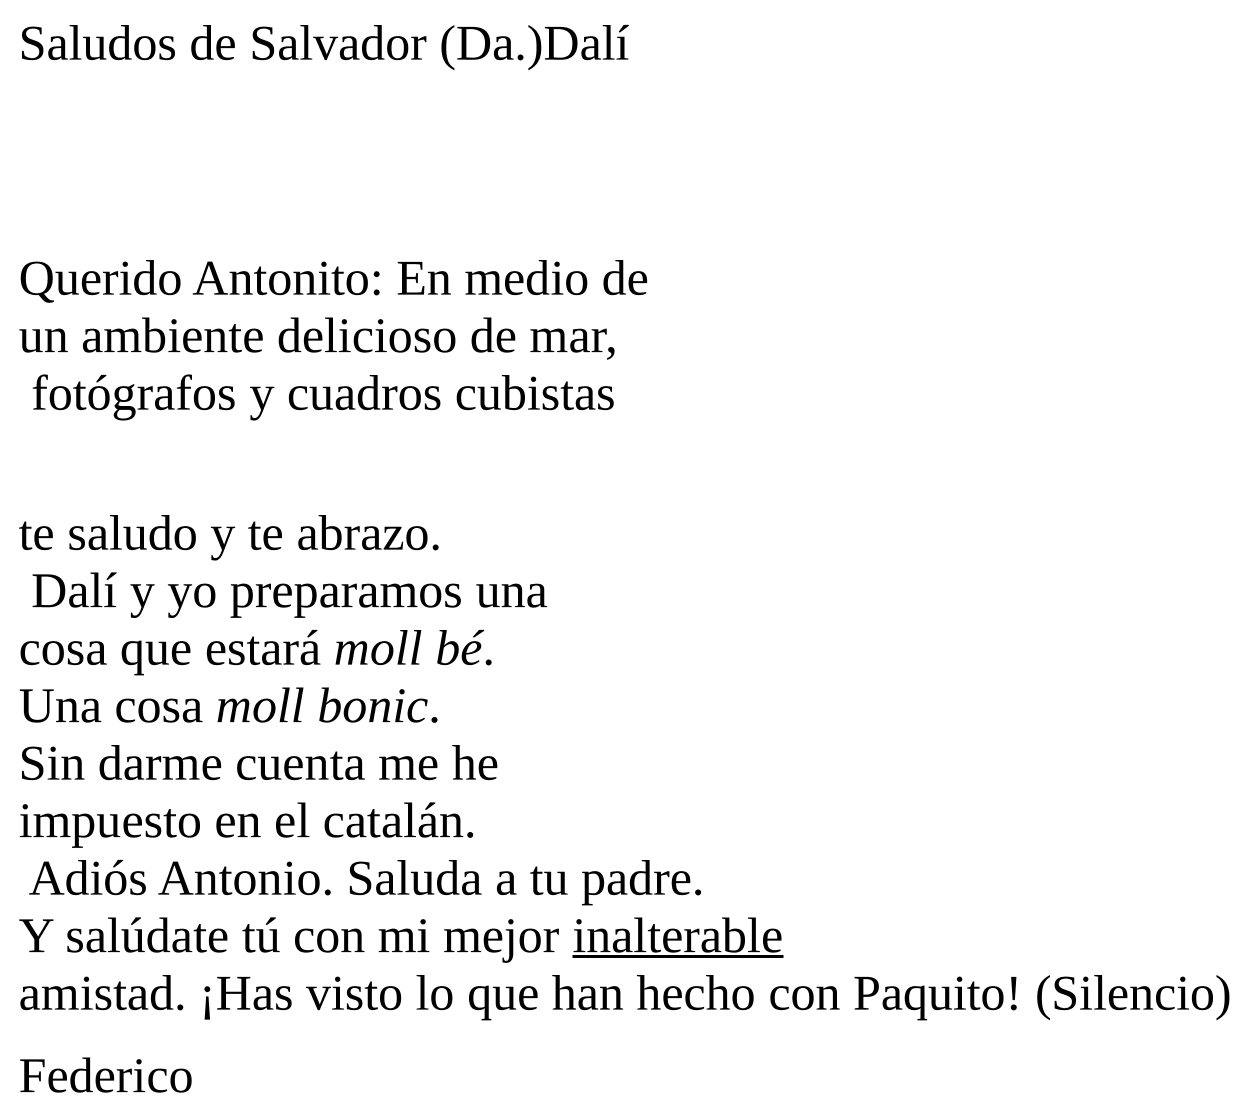 Saludos de Salvador (Da.)Dalí
Querido Antonito: En medio de
un ambiente delicioso de mar,
fotógrafos y cuadros cubistas
te saludo y te abrazo.
Dalí y yo preparamos una
cosa que estará moll bé.
Una cosa moll bonic.
Sin darme cuenta me he
impuesto en el catalán.
Adiós Antonio. Saluda a tu padre.
Y salúdate tú con mi mejor inalterable
amistad. ¡Has visto lo que han hecho con Paquito! (Silencio)
Federico